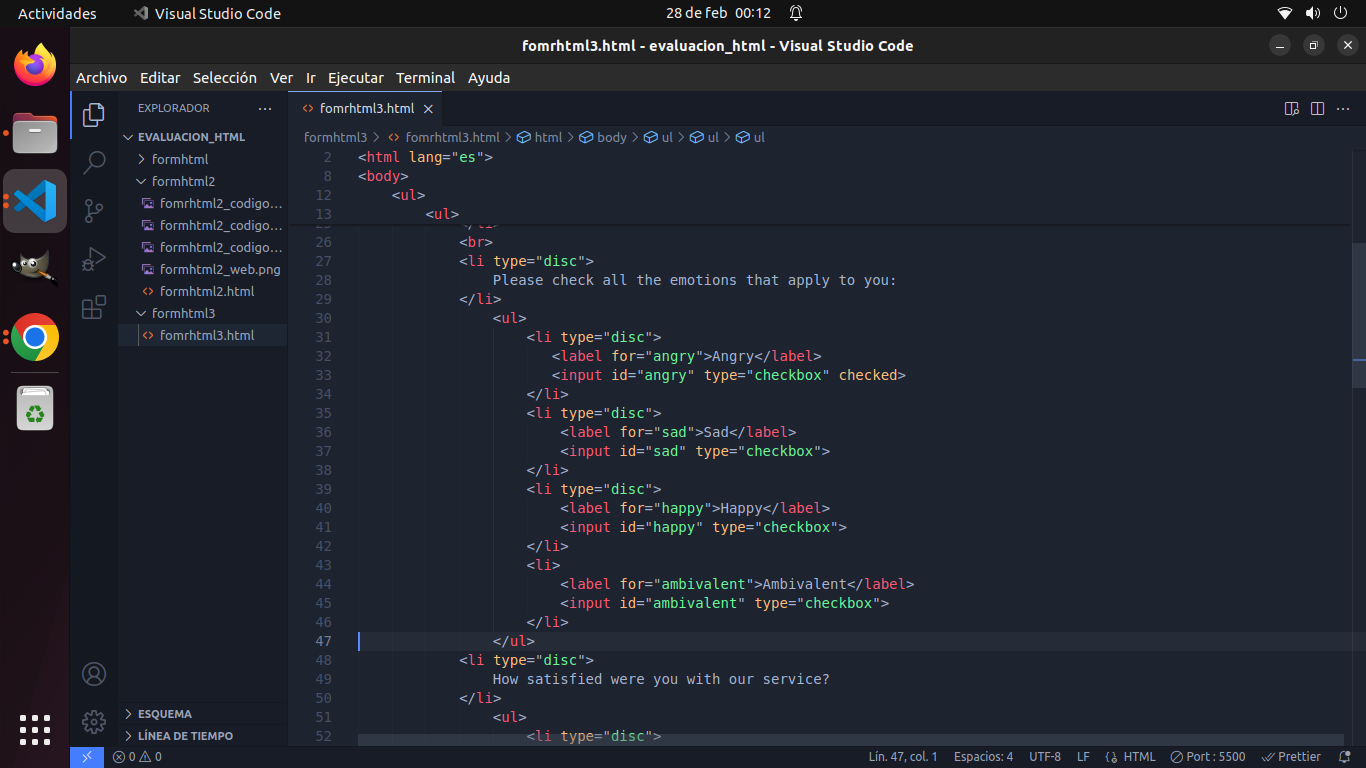 Actividades Visual Studio Code 28 de feb 00:12
fomrhtml3.html - evaluacion_html - Visual Studio Code
Archivo Editar Selección Ver Ir Ejecutar Terminal Ayuda
EXPLORADOR ··· fomrhtml3.html
formhtml3 > fomrhtml3.html > html > body > ul > ul > ul
EVALUACION_HTML
formhtml
formhtml2
fomrhtml2_codigo...
fomrhtml2_codigo...
fomrhtml2_codigo...
fomrhtml2_web.png
formhtml2.html
formhtml3
fomrhtml3.html
ESQUEMA
LÍNEA DE TIEMPO
2 <html lang="es">
8 <body>
12 <ul>
13 <ul>
25 </li>
26 <br>
27 <li type="disc">
28 Please check all the emotions that apply to you:
29 </li>
30 <ul>
31 <li type="disc">
32 <label for="angry">Angry</label>
33 <input id="angry" type="checkbox" checked>
34 </li>
35 <li type="disc">
36 <label for="sad">Sad</label>
37 <input id="sad" type="checkbox">
38 </li>
39 <li type="disc">
40 <label for="happy">Happy</label>
41 <input id="happy" type="checkbox">
42 </li>
43 <li>
44 <label for="ambivalent">Ambivalent</label>
45 <input id="ambivalent" type="checkbox">
46 </li>
47 </ul>
48 <li type="disc">
49 How satisfied were you with our service?
50 </li>
51 <ul>
52 <li type="disc">
0 0 Lín. 47, col. 1 Espacios: 4 UTF-8 LF HTML Port : 5500 Prettier